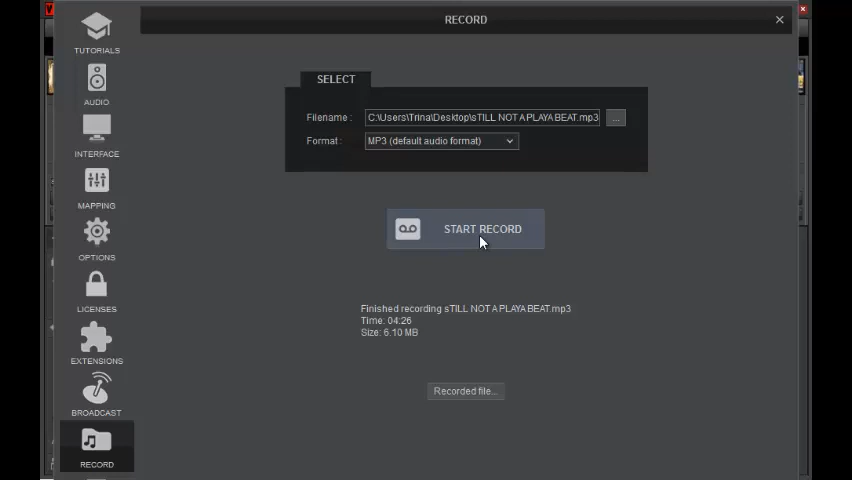 RECORD
TUTORIALS
AUDIO
INTERFACE
MAPPING
OPTIONS
LICENSES
EXTENSIONS
BROADCAST
RECORD
SELECT
Filename : C:\Users\Trina\Desktop\sTILL NOT A PLAYA BEAT.mp3 ...
Format : MP3 (default audio format)
START RECORD
Finished recording sTILL NOT A PLAYA BEAT.mp3
Time: 04:26
Size: 6.10 MB
Recorded file...